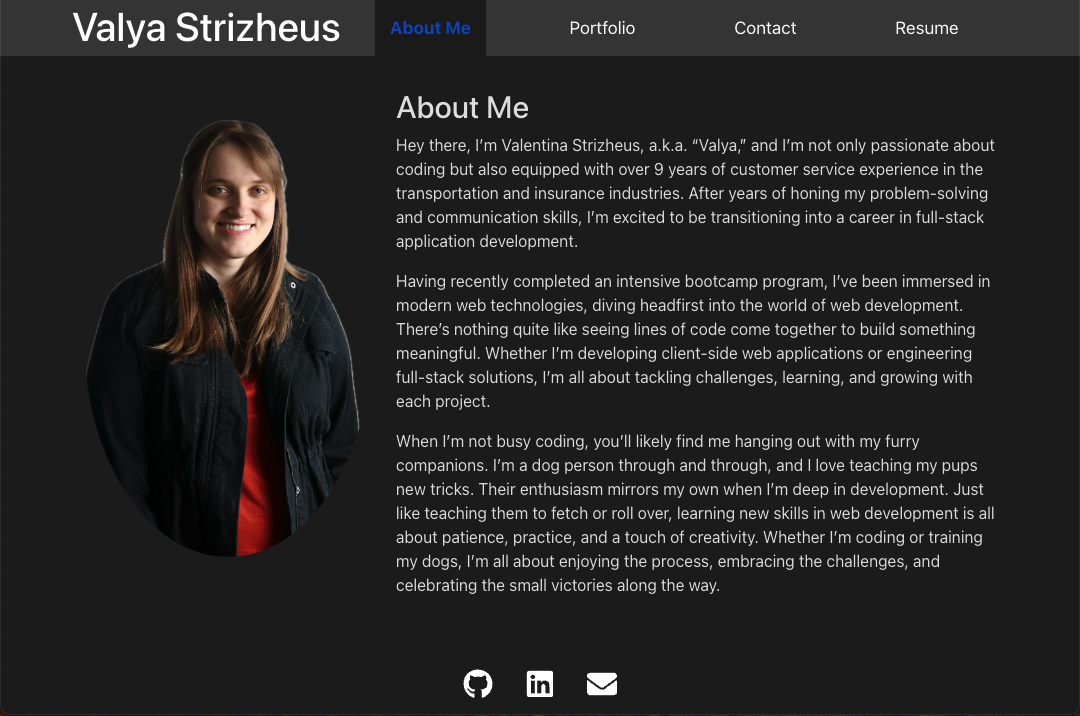 Valya Strizheus
About Me
Portfolio
Contact
Resume
About Me
Hey there, I’m Valentina Strizheus, a.k.a. “Valya,” and I’m not only passionate about
coding but also equipped with over 9 years of customer service experience in the
transportation and insurance industries. After years of honing my problem-solving
and communication skills, I’m excited to be transitioning into a career in full-stack
application development.
Having recently completed an intensive bootcamp program, I’ve been immersed in
modern web technologies, diving headfirst into the world of web development.
There’s nothing quite like seeing lines of code come together to build something
meaningful. Whether I’m developing client-side web applications or engineering
full-stack solutions, I’m all about tackling challenges, learning, and growing with
each project.
When I’m not busy coding, you’ll likely find me hanging out with my furry
companions. I’m a dog person through and through, and I love teaching my pups
new tricks. Their enthusiasm mirrors my own when I’m deep in development. Just
like teaching them to fetch or roll over, learning new skills in web development is all
about patience, practice, and a touch of creativity. Whether I’m coding or training
my dogs, I’m all about enjoying the process, embracing the challenges, and
celebrating the small victories along the way.
in